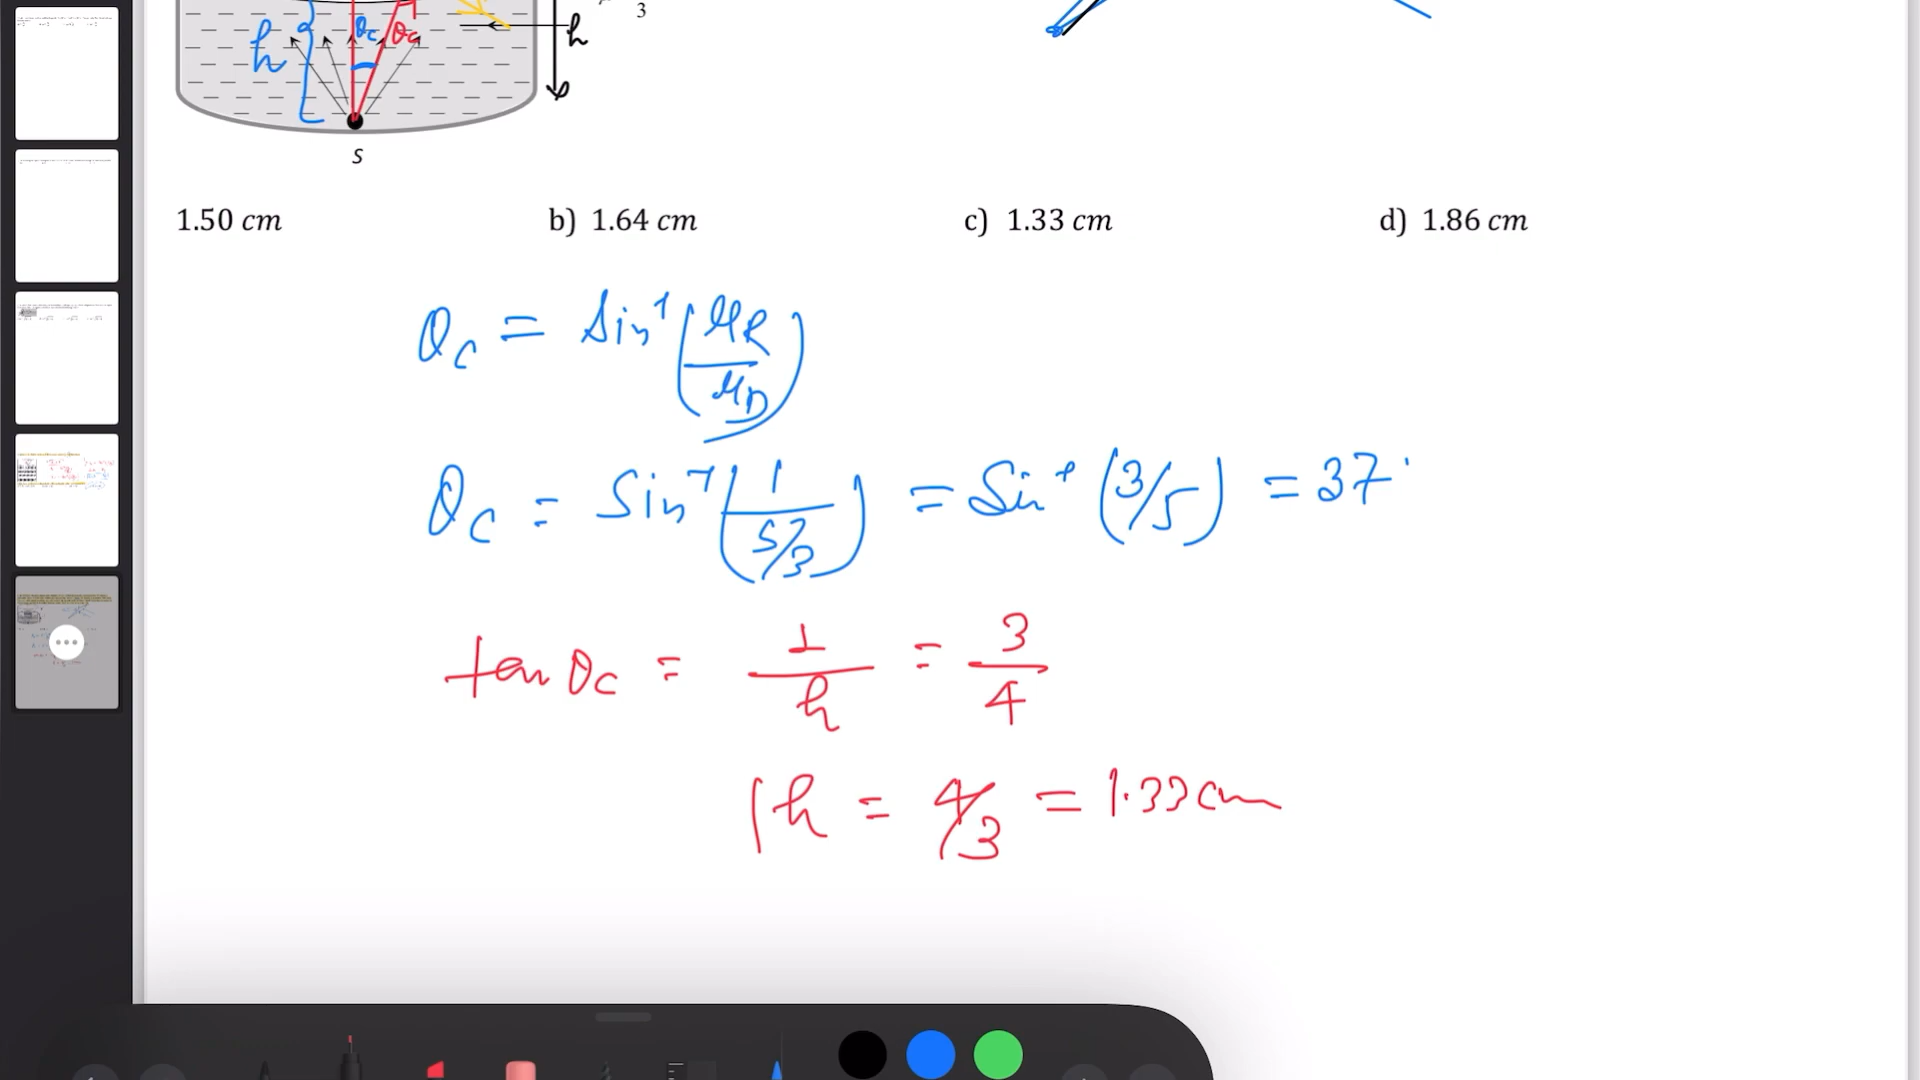 3
h θc θc h
s
1.50 cm b) 1.64 cm c) 1.33 cm d) 1.86 cm
θc = Sin⁻¹(μR/μD)
θc = Sin⁻¹(1/(5/3)) = Sin⁻¹(3/5) = 37°
tan θc = 1/h = 3/4
h = 4/3 = 1.33 cm